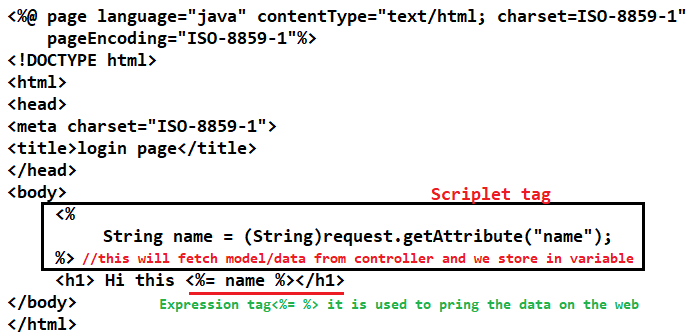 <%@ page language="java" contentType="text/html; charset=ISO-8859-1"
pageEncoding="ISO-8859-1"%>
<!DOCTYPE html>
<html>
<head>
<meta charset="ISO-8859-1">
<title>login page</title>
</head>
<body>
Scriplet tag
<%
String name = (String)request.getAttribute("name");
%> //this will fetch model/data from controller and we store in variable
<h1> Hi this <%= name %></h1>
</body>
Expression tag<%= %> it is used to pring the data on the web
</html>